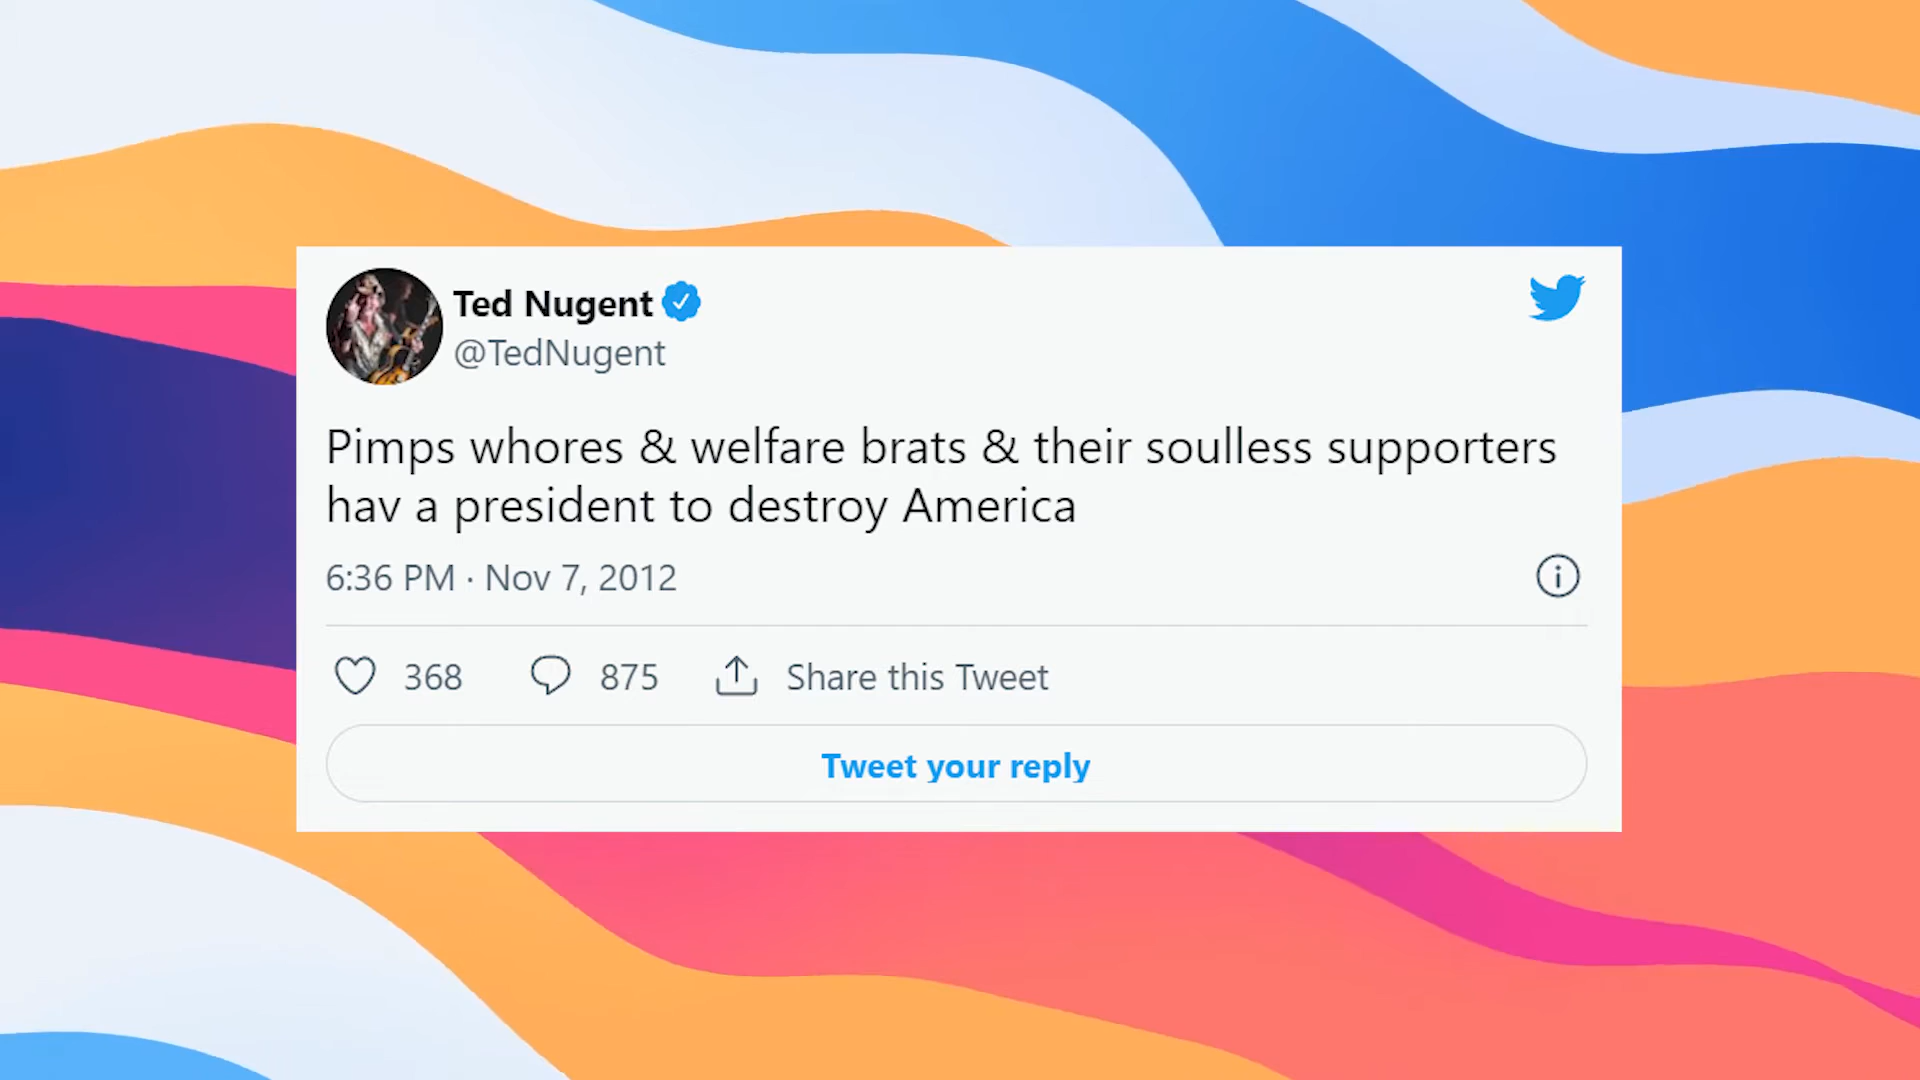 Ted Nugent
@TedNugent
Pimps whores & welfare brats & their soulless supporters
hav a president to destroy America
6:36 PM · Nov 7, 2012
368 875 Share this Tweet
Tweet your reply